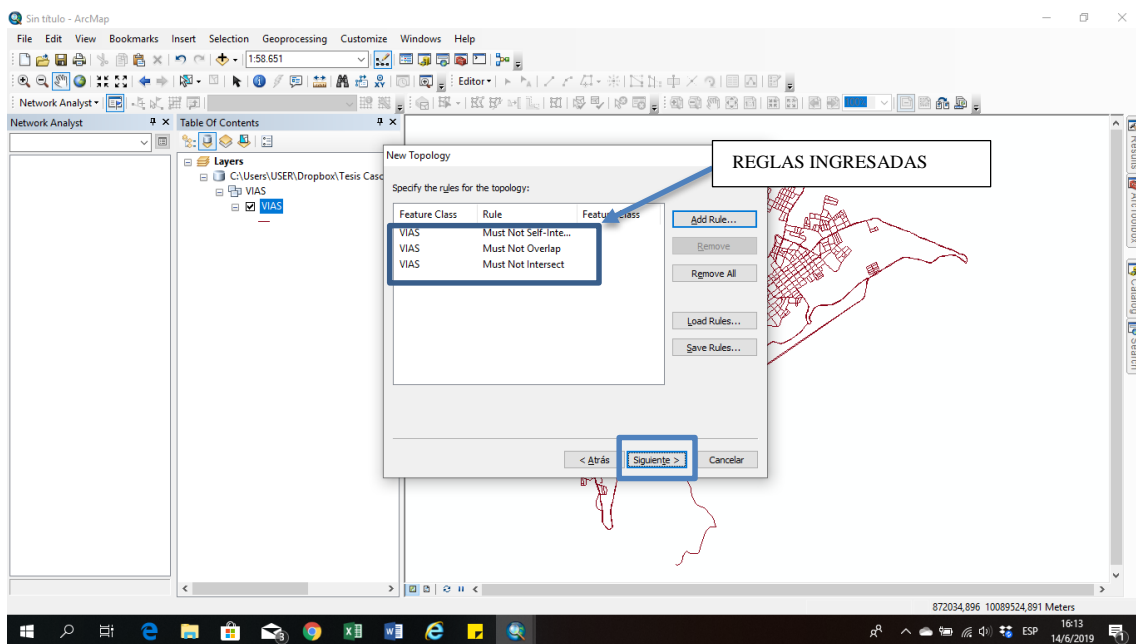 Sin título - ArcMap
File Edit View Bookmarks Insert Selection Geoprocessing Customize Windows Help
1:58.651
Editor
Network Analyst
Network Analyst
Table Of Contents
Layers
C:\Users\USER\Dropbox\Tesis Casc
VIAS
VIAS
New Topology
Specify the rules for the topology:
Feature Class Rule Feature Class
VIAS Must Not Self-Inte...
VIAS Must Not Overlap
VIAS Must Not Intersect
Add Rule...
Remove
Remove All
Load Rules...
Save Rules...
< Atrás Siguiente > Cancelar
REGLAS INGRESADAS
Results
ArcToolbox
Catalog
Search
872034,896 10089524,891 Meters
ESP
16:13
14/6/2019